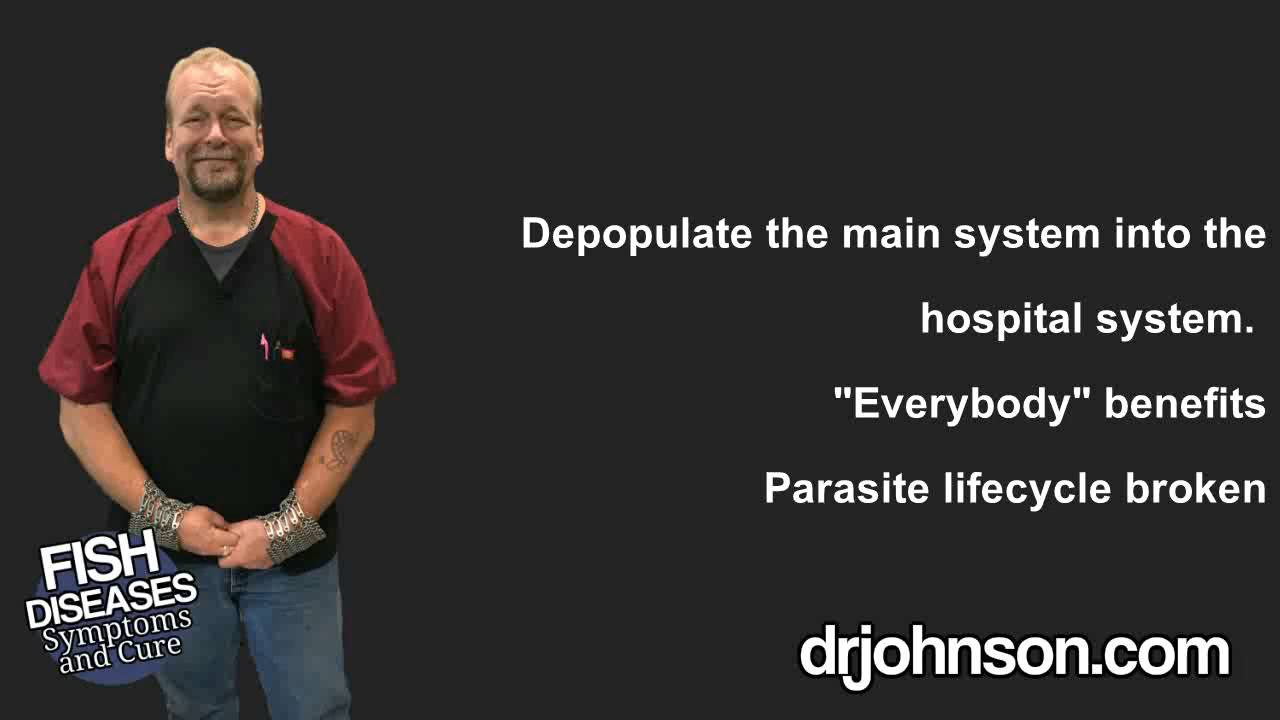 Depopulate the main system into the
hospital system.
"Everybody" benefits
Parasite lifecycle broken
FISH
DISEASES
Symptoms
and Cure
drjohnson.com